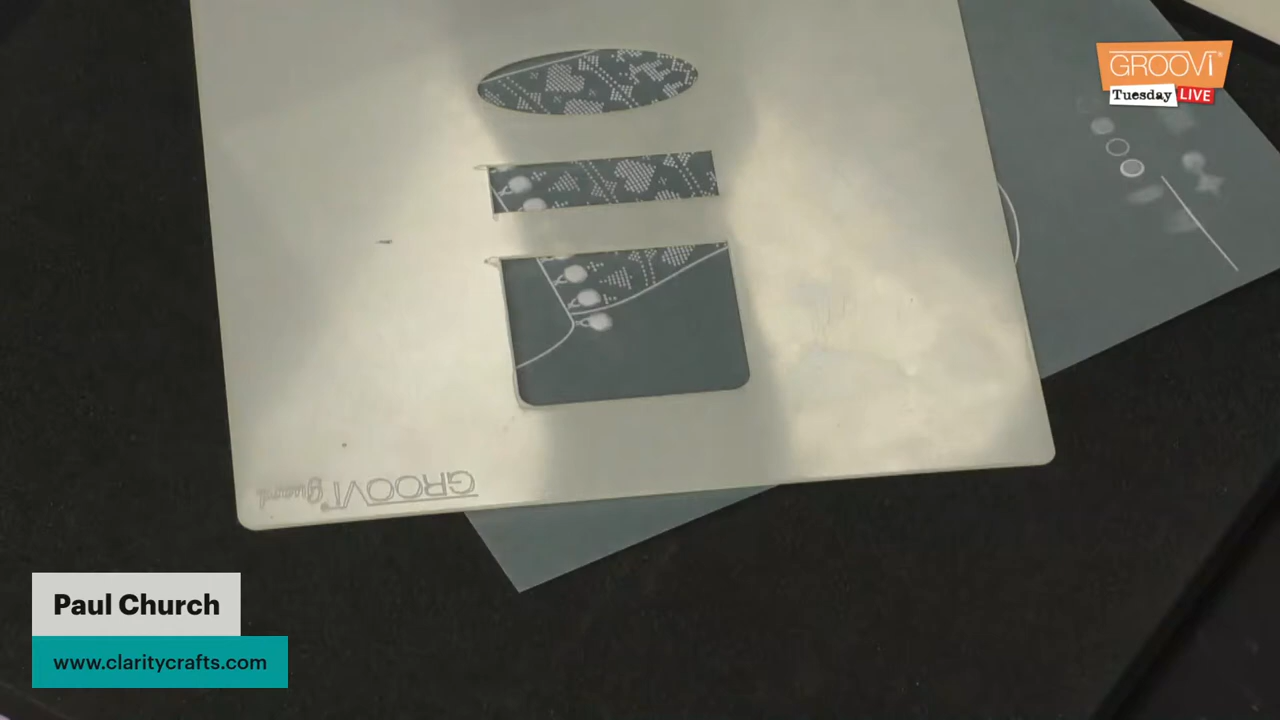 GROOVI®
Tuesday LIVE
GROOVI® guard
Paul Church
www.claritycrafts.com